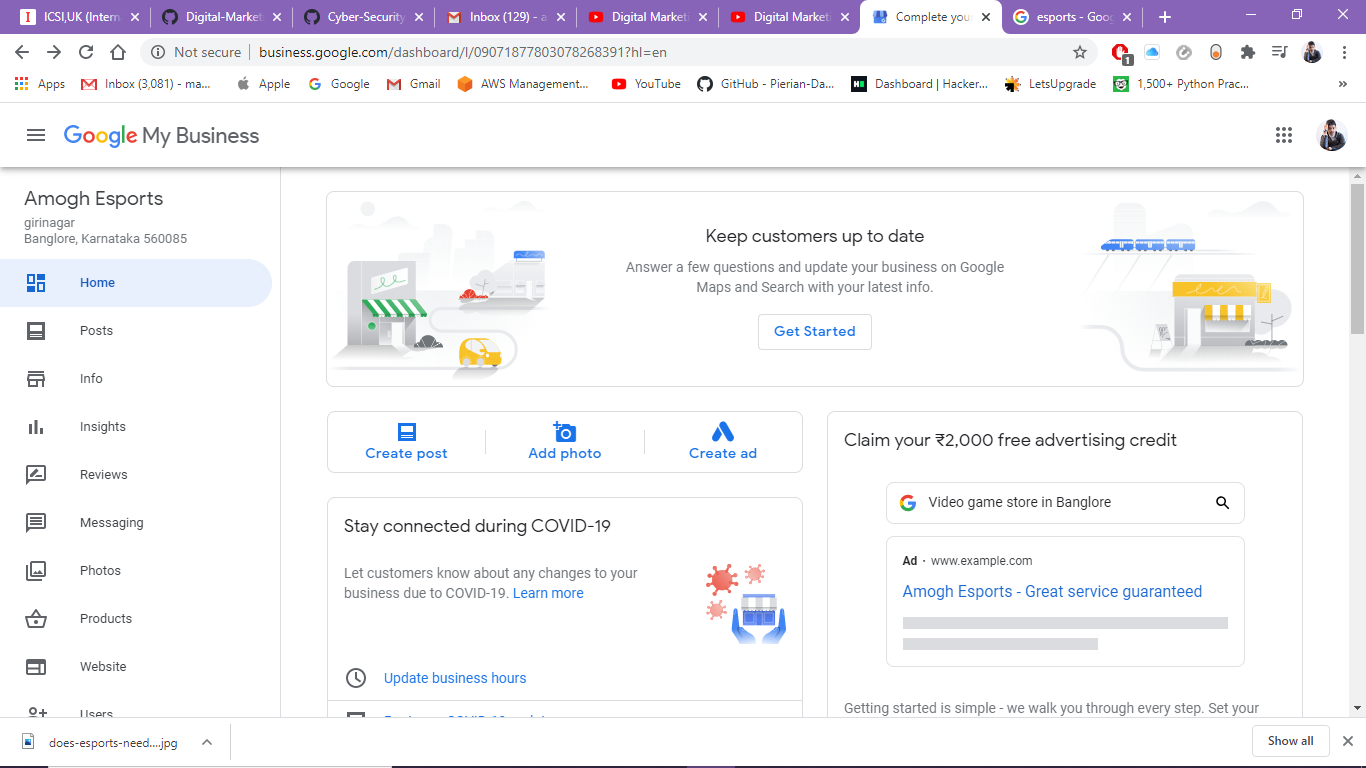 ICSI,UK (Intern
Digital-Market
Cyber-Security
Inbox (129) - a
Digital Market
Digital Market
Complete you
esports - Goog
Not secure
business.google.com/dashboard/l/09071877803078268391?hl=en
1
Apps
Inbox (3,081) - ma...
Apple
Google
Gmail
AWS Management...
YouTube
GitHub - Pierian-Da...
Dashboard | Hacker...
LetsUpgrade
1,500+ Python Prac...
»
Google My Business
Amogh Esports
girinagar
Banglore, Karnataka 560085
Home
Posts
Info
Insights
Reviews
Messaging
Photos
Products
Website
Users
Keep customers up to date
Answer a few questions and update your business on Google
Maps and Search with your latest info.
Get Started
Create post
Add photo
Create ad
Stay connected during COVID-19
Let customers know about any changes to your
business due to COVID-19. Learn more
Update business hours
Claim your ₹2,000 free advertising credit
Video game store in Banglore
Ad · www.example.com
Amogh Esports - Great service guaranteed
Getting started is simple - we walk you through every step. Set your
does-esports-need....jpg
Show all